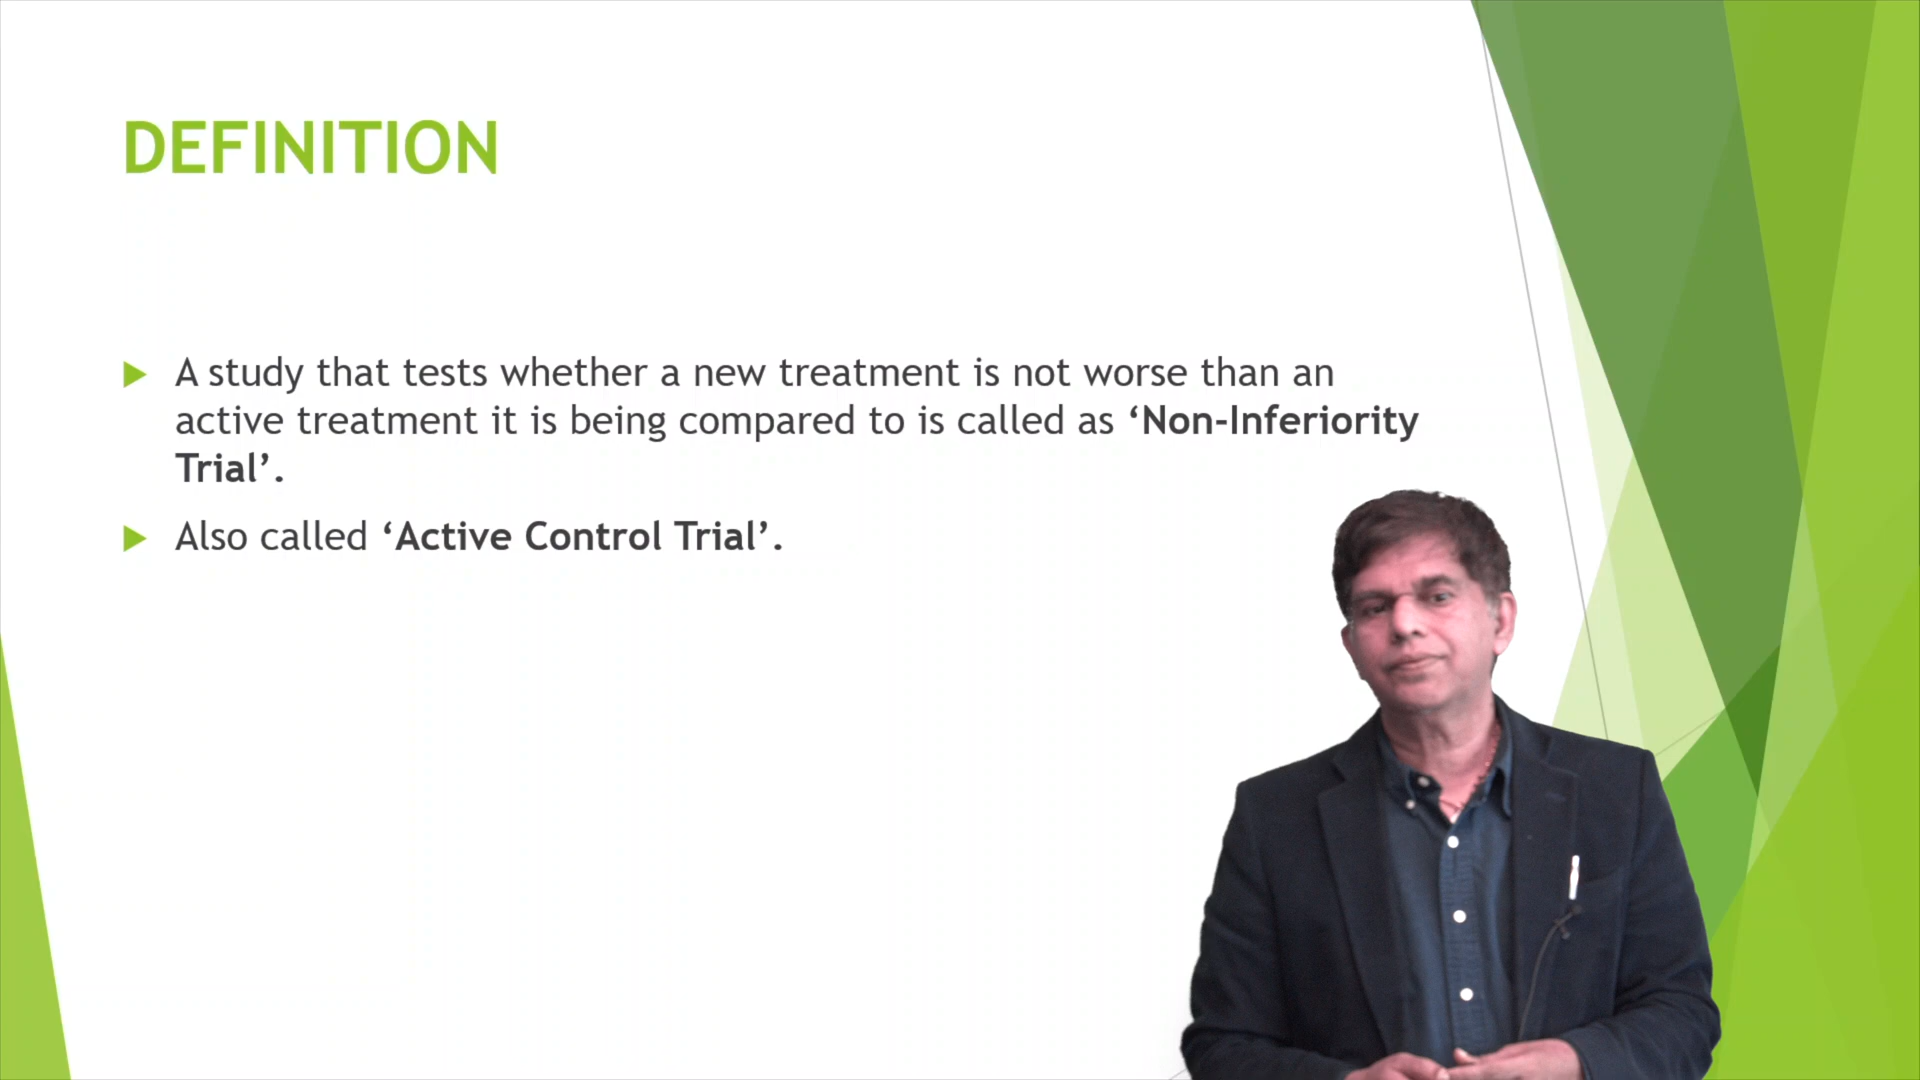 DEFINITION
A study that tests whether a new treatment is not worse than an
active treatment it is being compared to is called as ‘Non-Inferiority
Trial’.
Also called ‘Active Control Trial’.